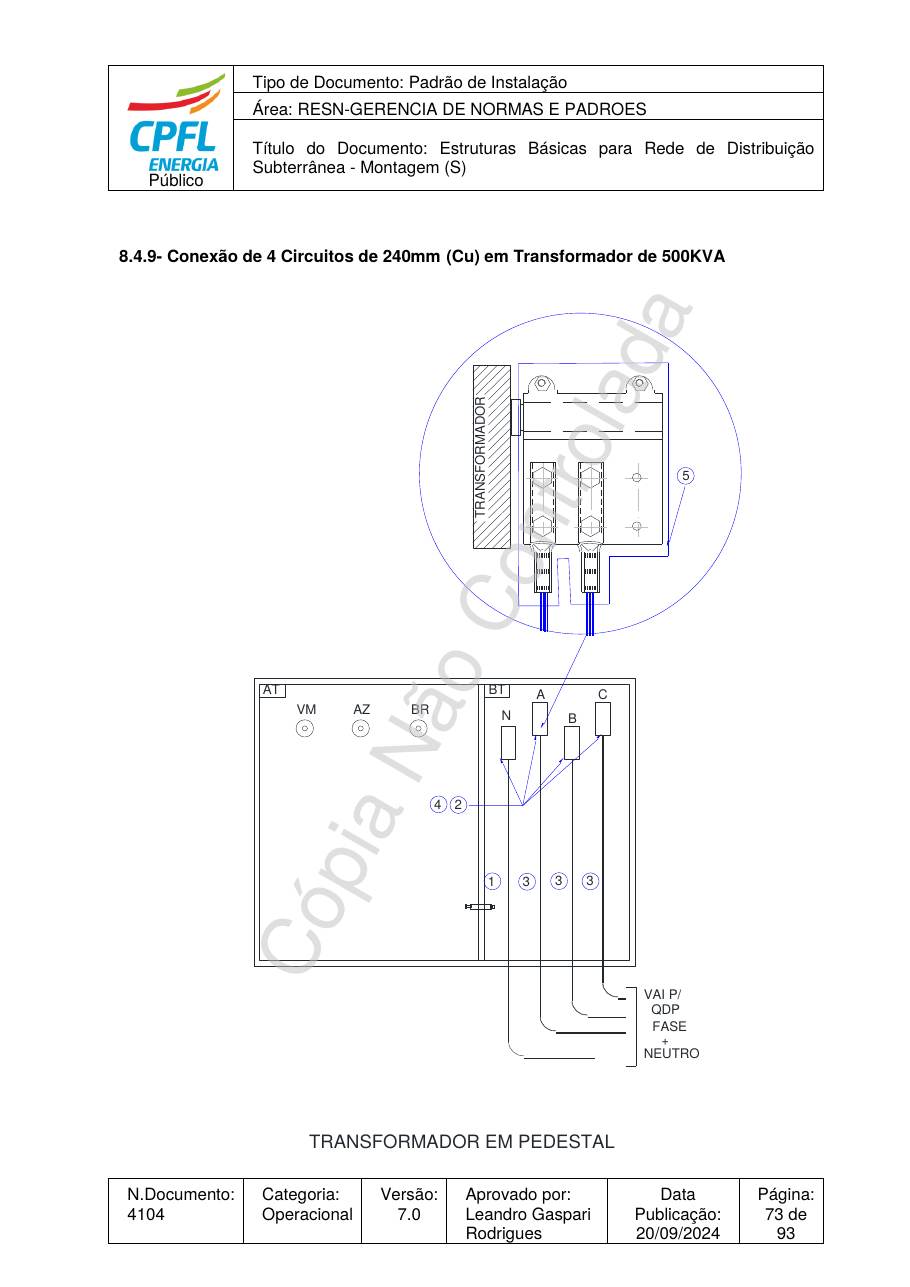 CPFL
ENERGIA
Público
Tipo de Documento: Padrão de Instalação
Área: RESN-GERENCIA DE NORMAS E PADROES
Título do Documento: Estruturas Básicas para Rede de Distribuição
Subterrânea - Montagem (S)
8.4.9- Conexão de 4 Circuitos de 240mm (Cu) em Transformador de 500KVA
TRANSFORMADOR
5
Cópia Não Controlada
AT
BT
VM
AZ
BR
N
A
B
C
4
2
1
3
3
3
VAI P/
QDP
FASE
+
NEUTRO
TRANSFORMADOR EM PEDESTAL
N.Documento:
4104
Categoria:
Operacional
Versão:
7.0
Aprovado por:
Leandro Gaspari
Rodrigues
Data
Publicação:
20/09/2024
Página:
73 de
93